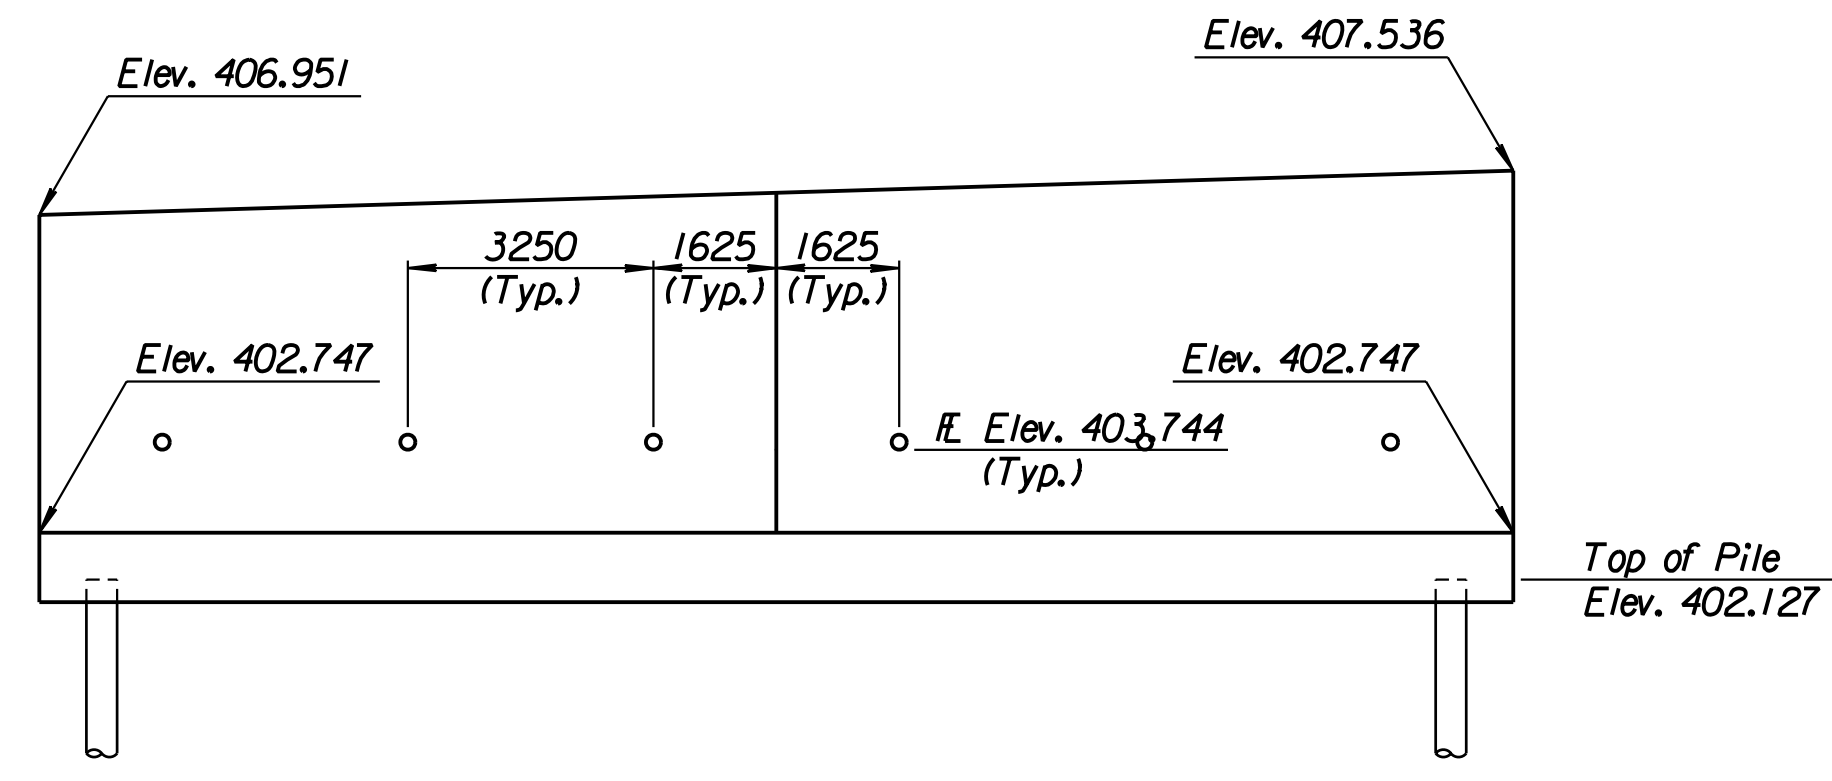 Elev. 407.536
Elev. 406.951
3250
(Typ.)
1625
(Typ.)
1625
(Typ.)
Elev. 402.747
Elev. 402.747
Elev. 403.744
(Typ.)
Top of Pile
Elev. 402.127